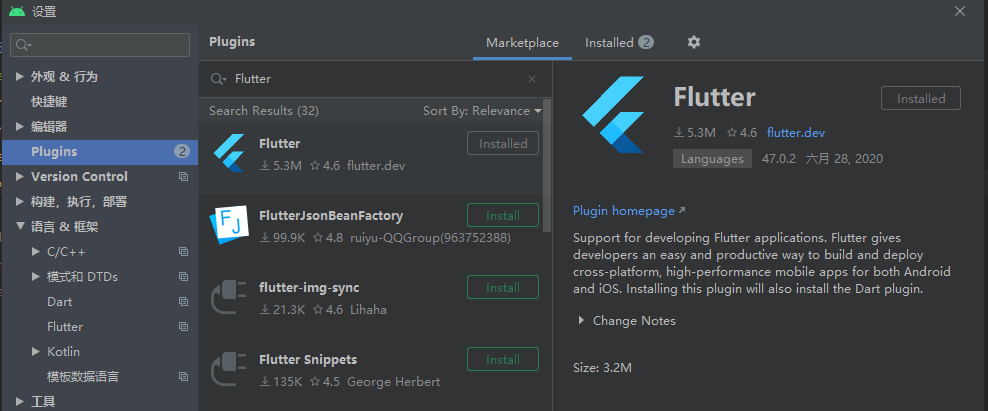 设置
外观 & 行为
快捷键
编辑器
Plugins 2
Version Control
构建，执行，部署
语言 & 框架
C/C++
模式和 DTDs
Dart
Flutter
Kotlin
模板数据语言
工具
Plugins
Marketplace
Installed 2
Flutter
Search Results (32) Sort By: Relevance
Flutter Installed
5.3M 4.6 flutter.dev
FlutterJsonBeanFactory Install
99.9K 4.8 ruiyu-QQGroup(963752388)
flutter-img-sync Install
21.3K 4.6 Lihaha
Flutter Snippets Install
135K 4.5 George Herbert
Flutter Installed
5.3M 4.6 flutter.dev
Languages 47.0.2 六月 28, 2020
Plugin homepage
Support for developing Flutter applications. Flutter gives
developers an easy and productive way to build and deploy
cross-platform, high-performance mobile apps for both Android
and iOS. Installing this plugin will also install the Dart plugin.
Change Notes
Size: 3.2M